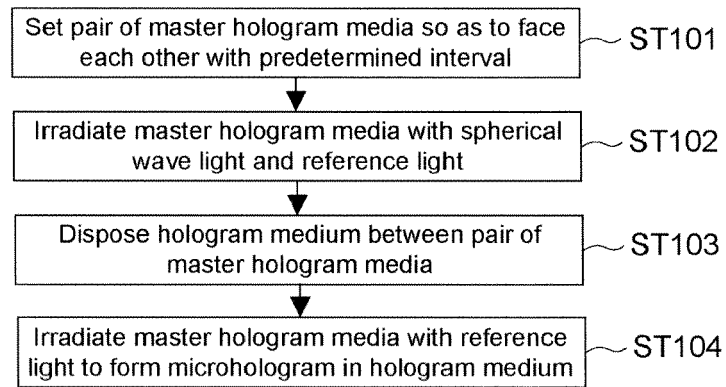 Set pair of master hologram media so as to face
each other with predetermined interval
ST101
Irradiate master hologram media with spherical
wave light and reference light
ST102
Dispose hologram medium between pair of
master hologram media
ST103
Irradiate master hologram media with reference
light to form microhologram in hologram medium
ST104